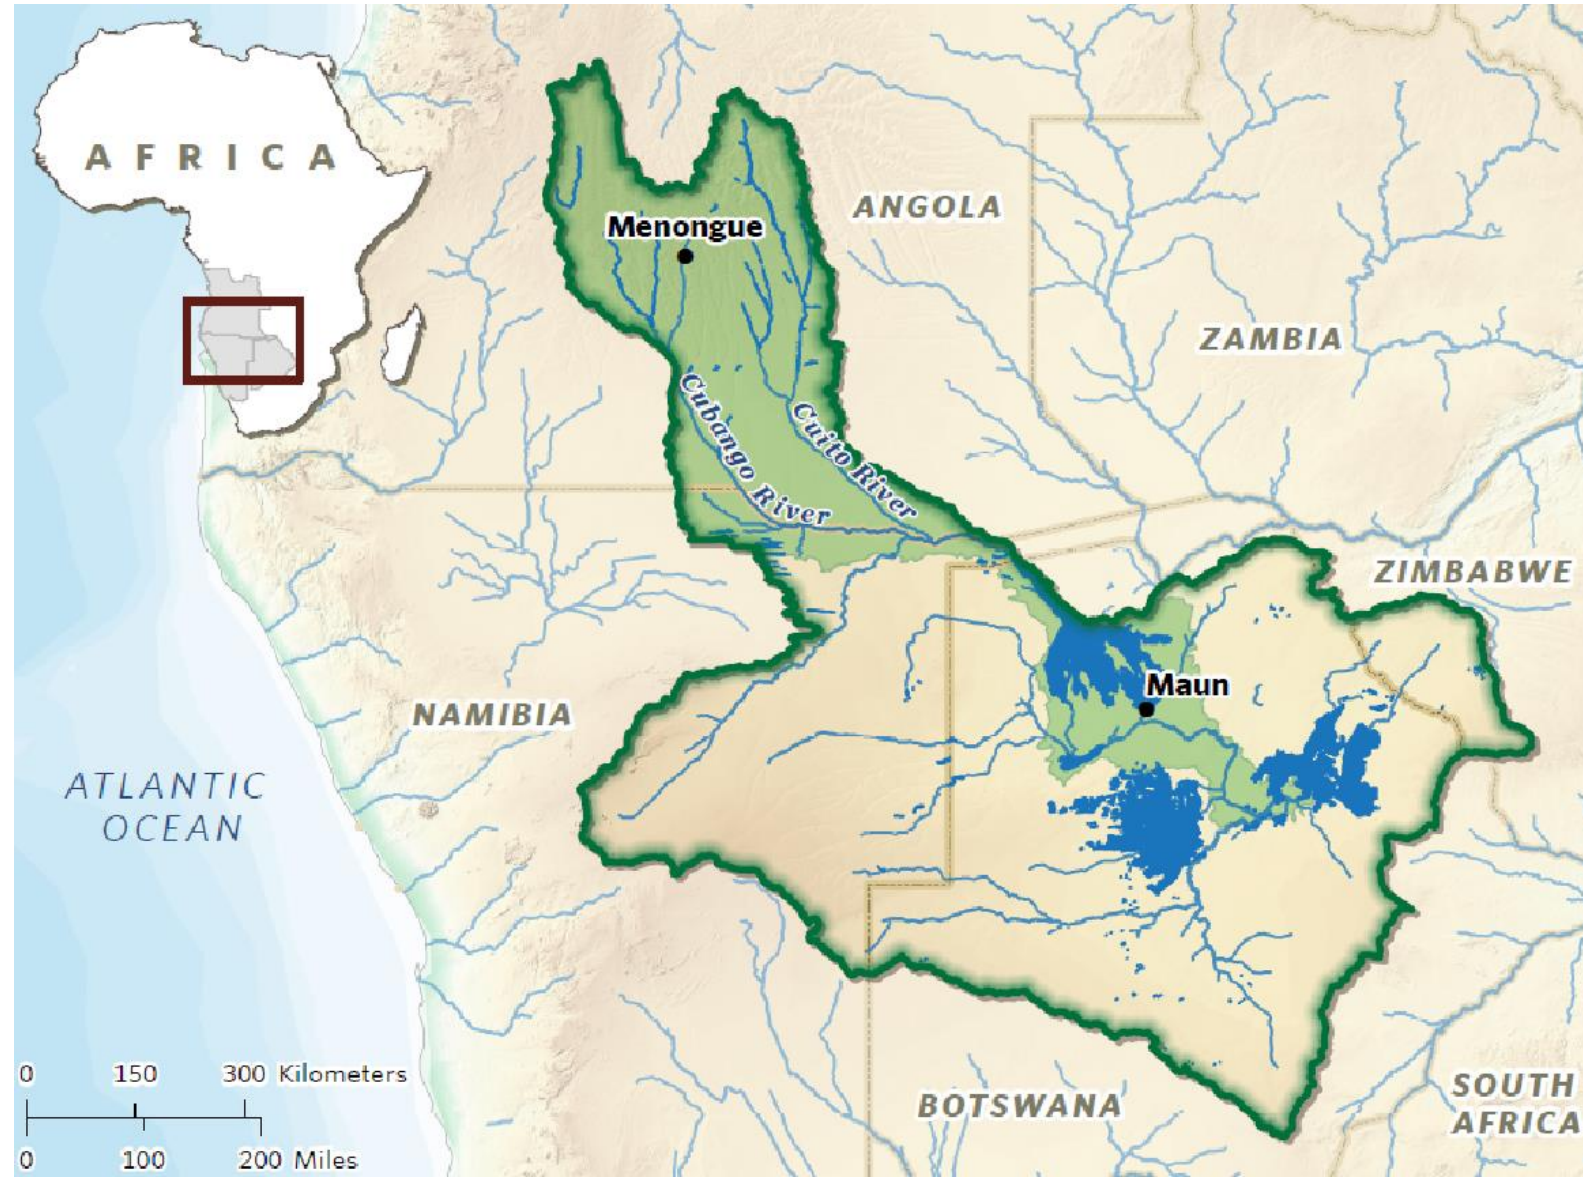 AFRICA
Menongue
ANGOLA
ZAMBIA
Cubango River
Cuito River
ZIMBABWE
Maun
NAMIBIA
ATLANTIC
OCEAN
0 150 300 Kilometers
0 100 200 Miles
BOTSWANA
SOUTH
AFRICA